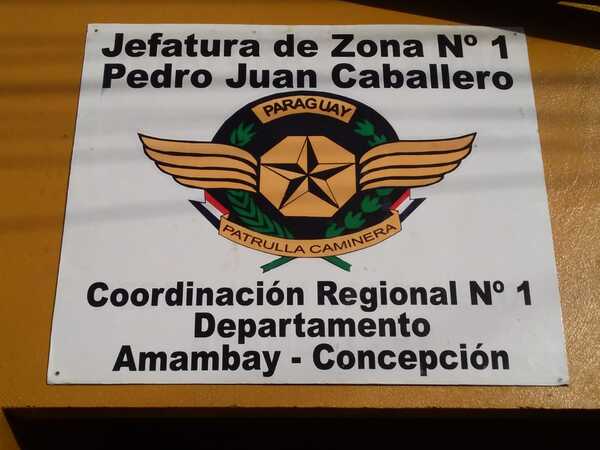 Jefatura de Zona Nº 1
Pedro Juan Caballero
PARAGUAY
PATRULLA CAMINERA
Coordinación Regional Nº 1
Departamento
Amambay - Concepción